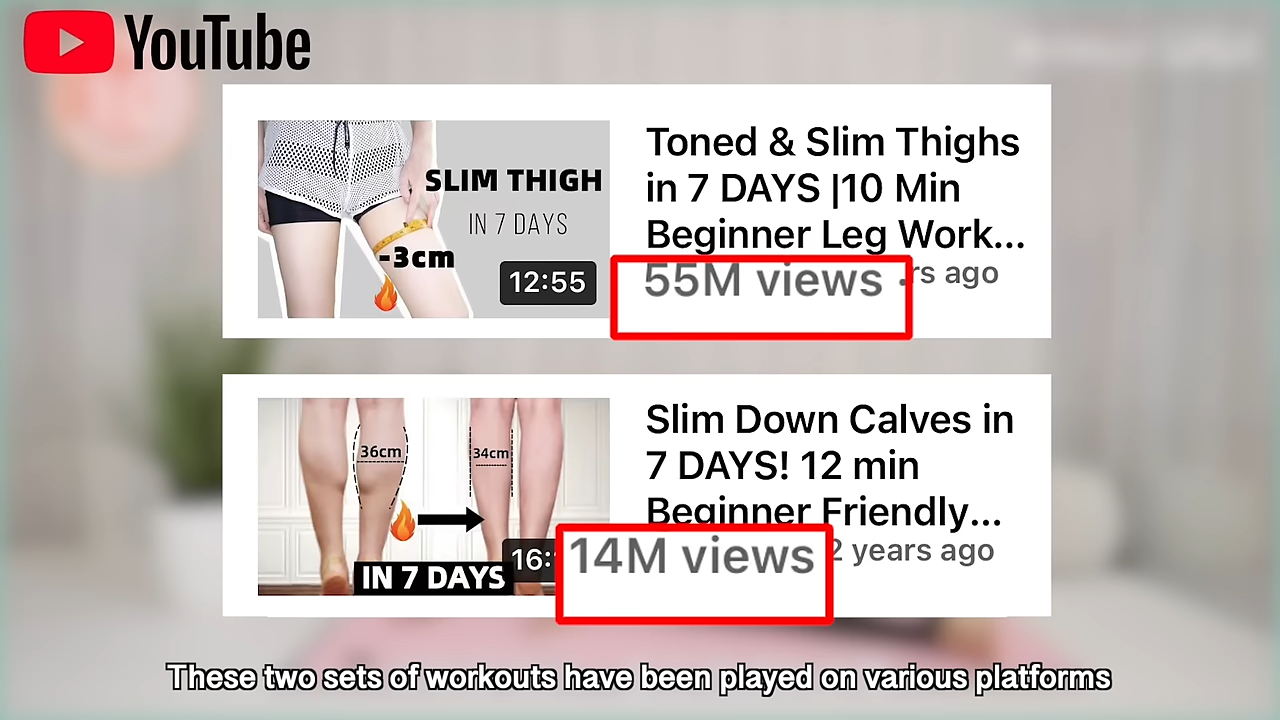 YouTube
SLIM THIGH
IN 7 DAYS
-3cm
12:55
Toned & Slim Thighs
in 7 DAYS |10 Min
Beginner Leg Work...
55M views
rs ago
36cm
34cm
IN 7 DAYS
16:
Slim Down Calves in
7 DAYS! 12 min
Beginner Friendly...
14M views
2 years ago
These two sets of workouts have been played on various platforms